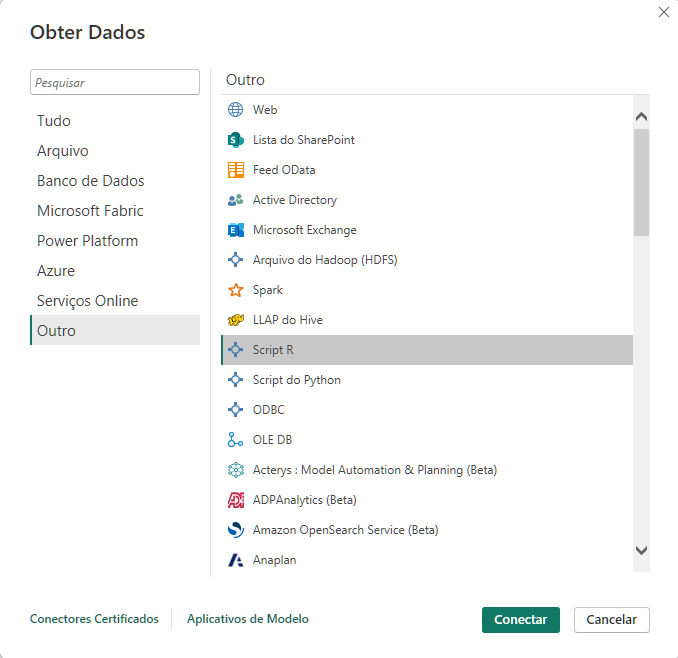 Obter Dados
Pesquisar
Tudo
Arquivo
Banco de Dados
Microsoft Fabric
Power Platform
Azure
Serviços Online
Outro
Outro
Web
Lista do SharePoint
Feed OData
Active Directory
Microsoft Exchange
Arquivo do Hadoop (HDFS)
Spark
LLAP do Hive
Script R
Script do Python
ODBC
OLE DB
Acterys : Model Automation & Planning (Beta)
ADPAnalytics (Beta)
Amazon OpenSearch Service (Beta)
Anaplan
Conectores Certificados
Aplicativos de Modelo
Conectar
Cancelar